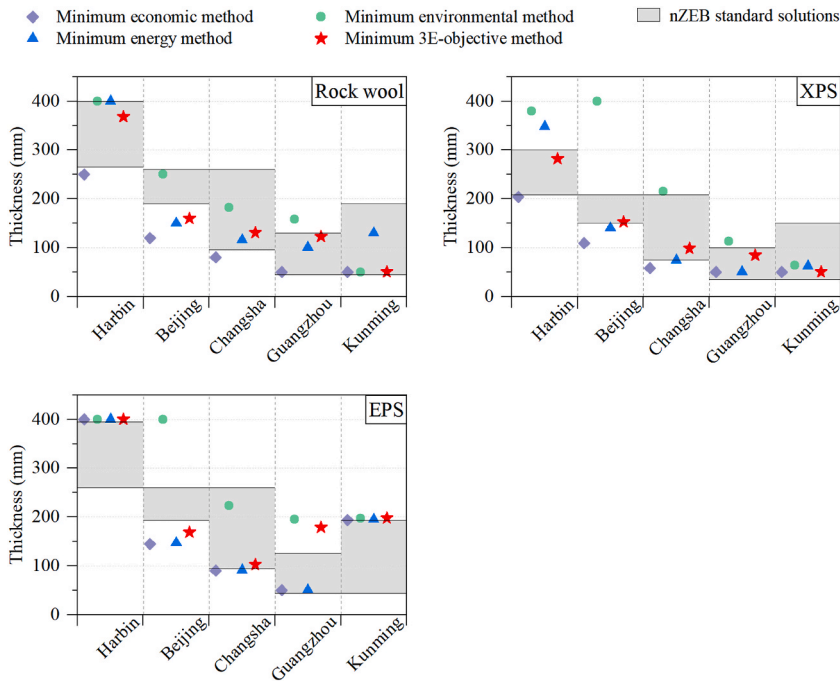 Minimum economic method
Minimum environmental method
nZEB standard solutions
Minimum energy method
Minimum 3E-objective method
Rock wool
400
300
200
100
0
Thickness (mm)
Harbin
Beijing
Changsha
Guangzhou
Kunming
XPS
400
300
200
100
0
Thickness (mm)
Harbin
Beijing
Changsha
Guangzhou
Kunming
EPS
400
300
200
100
0
Thickness (mm)
Harbin
Beijing
Changsha
Guangzhou
Kunming